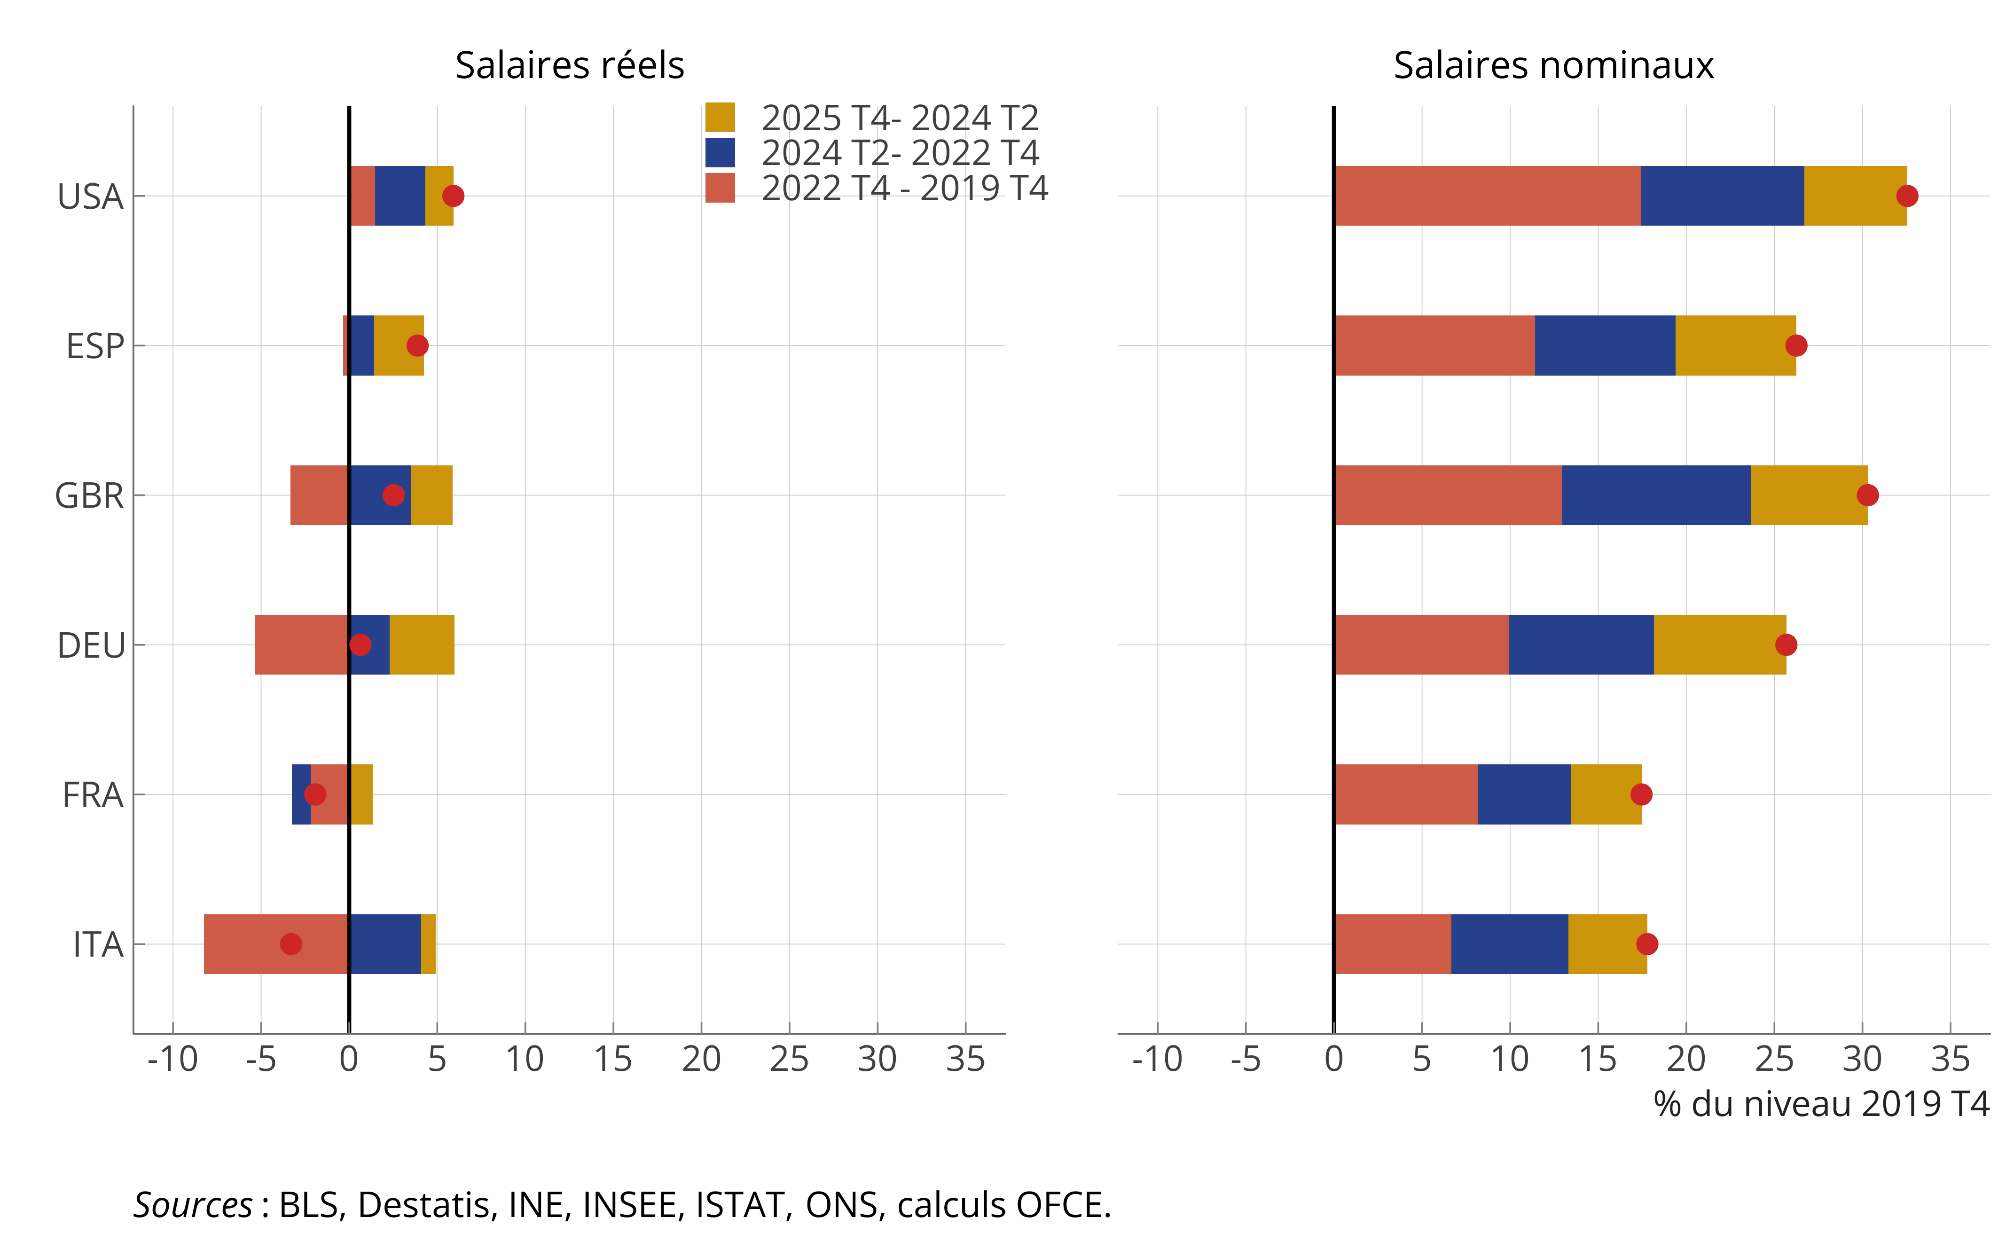 Salaires réels
Salaires nominaux
2025 T4- 2024 T2
2024 T2- 2022 T4
2022 T4 - 2019 T4
USA
ESP
GBR
DEU
FRA
ITA
-10 -5 0 5 10 15 20 25 30 35
-10 -5 0 5 10 15 20 25 30 35
% du niveau 2019 T4
Sources : BLS, Destatis, INE, INSEE, ISTAT, ONS, calculs OFCE.